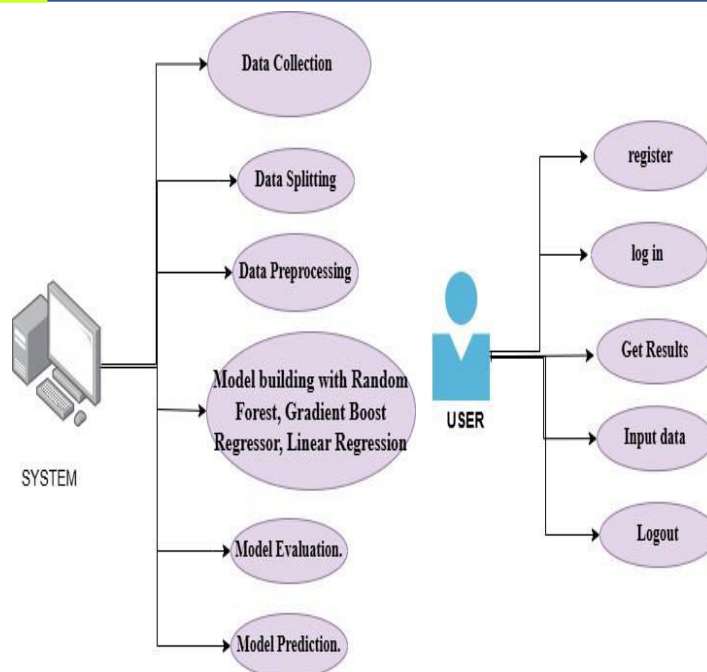 Data Collection
Data Splitting
Data Preprocessing
Model building with Random
Forest, Gradient Boost
Regressor, Linear Regression
Model Evaluation.
Model Prediction.
SYSTEM
register
log in
Get Results
Input data
Logout
USER